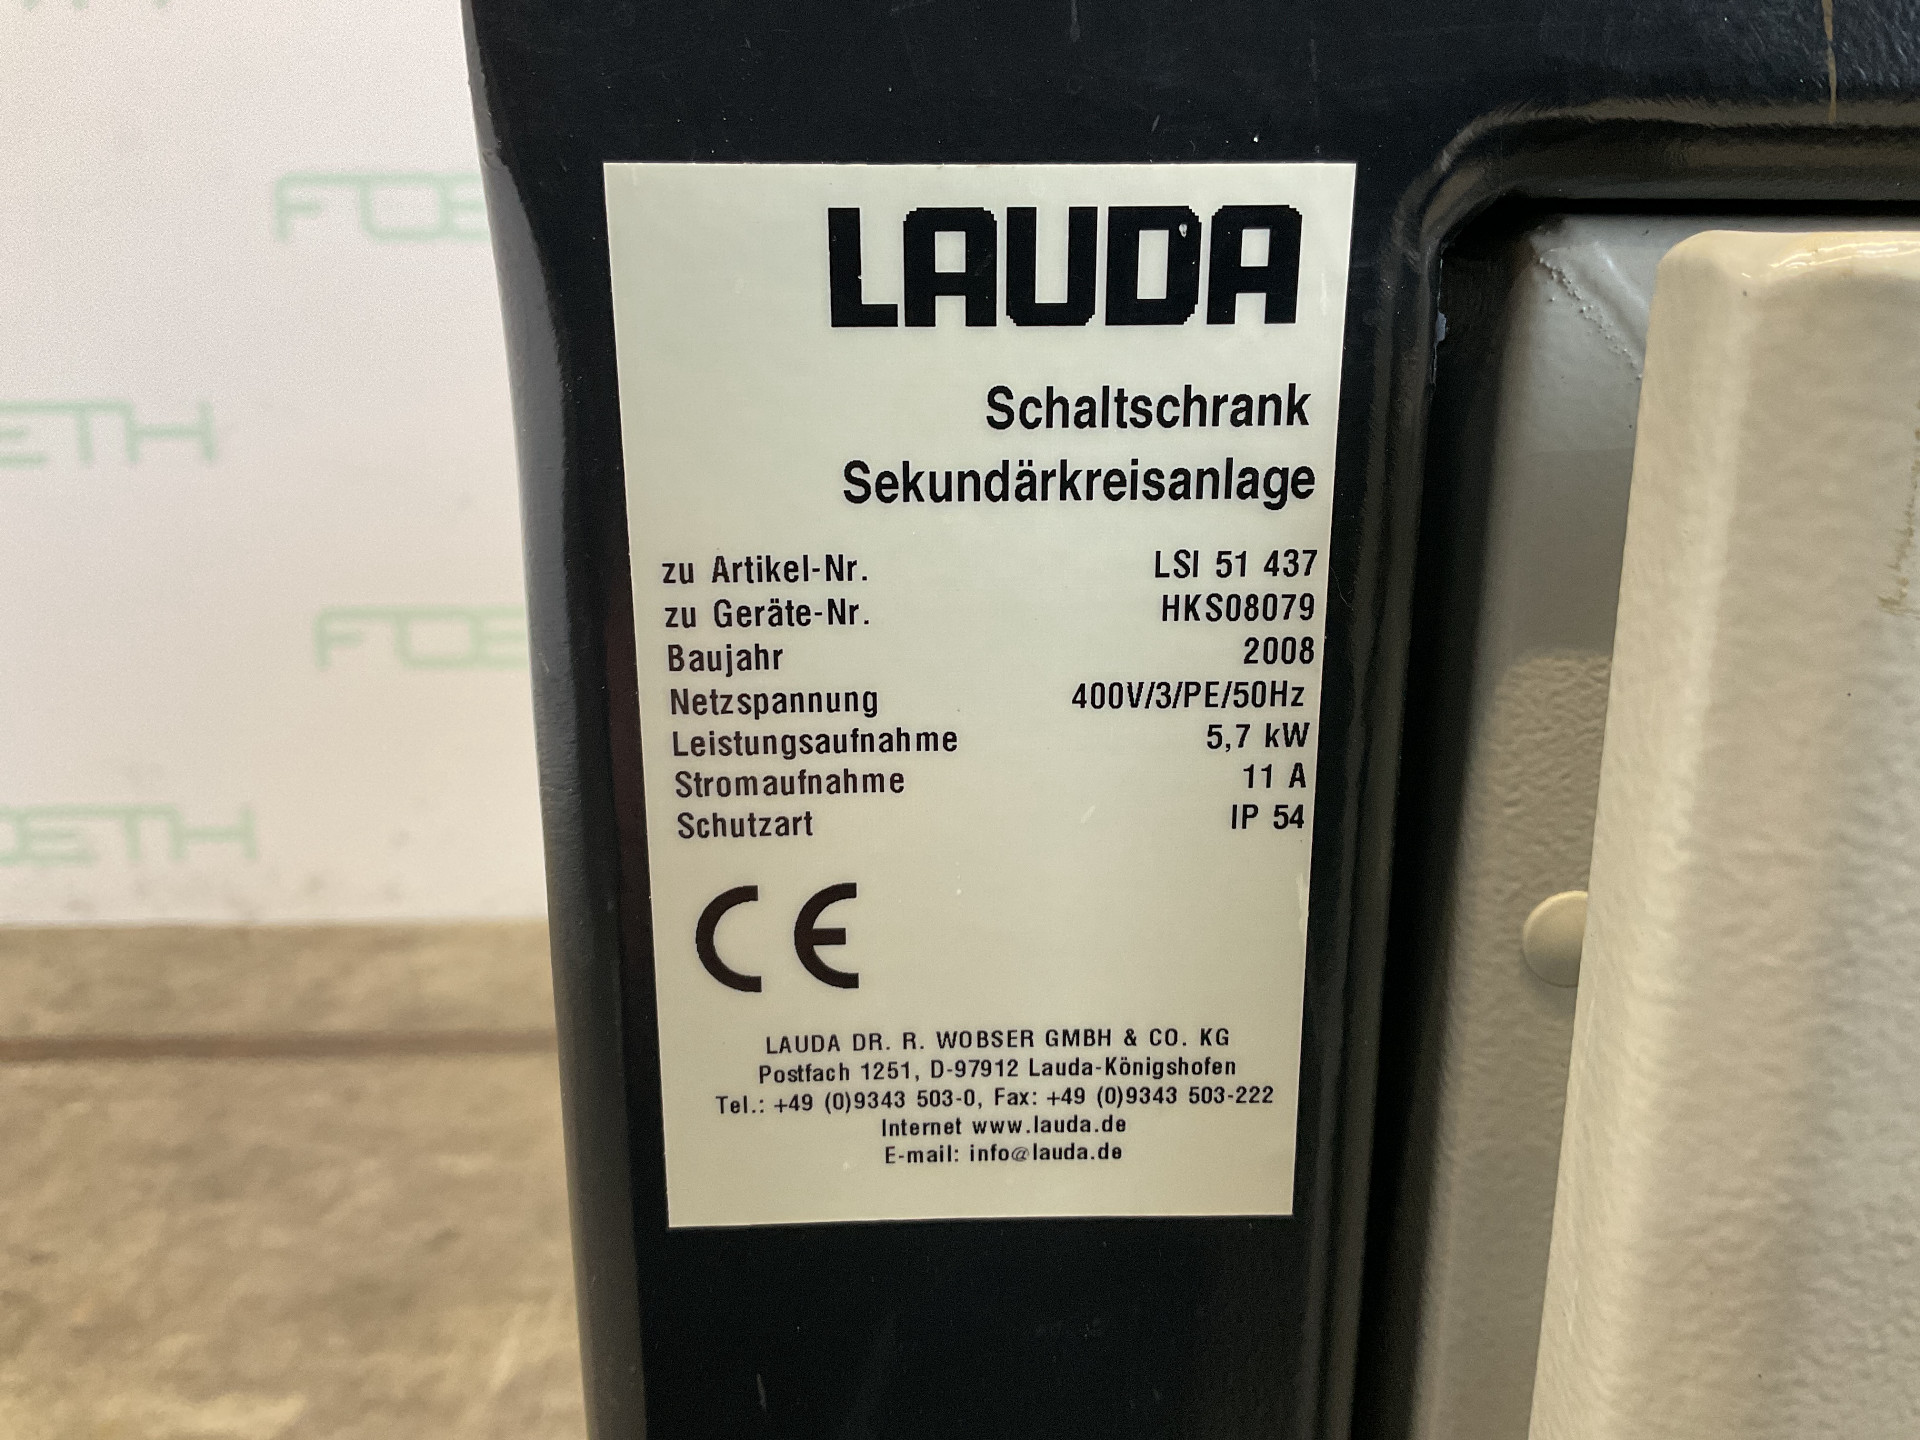 LAUDA
Schaltschrank
Sekundärkreisanlage
zu Artikel-Nr. LSI 51 437
zu Geräte-Nr. HKS08079
Baujahr 2008
Netzspannung 400V/3/PE/50Hz
Leistungsaufnahme 5,7 kW
Stromaufnahme 11 A
Schutzart IP 54
CE
LAUDA DR. R. WOBSER GMBH & CO. KG
Postfach 1251, D-97912 Lauda-Königshofen
Tel.: +49 (0)9343 503-0, Fax: +49 (0)9343 503-222
Internet www.lauda.de
E-mail: info@lauda.de